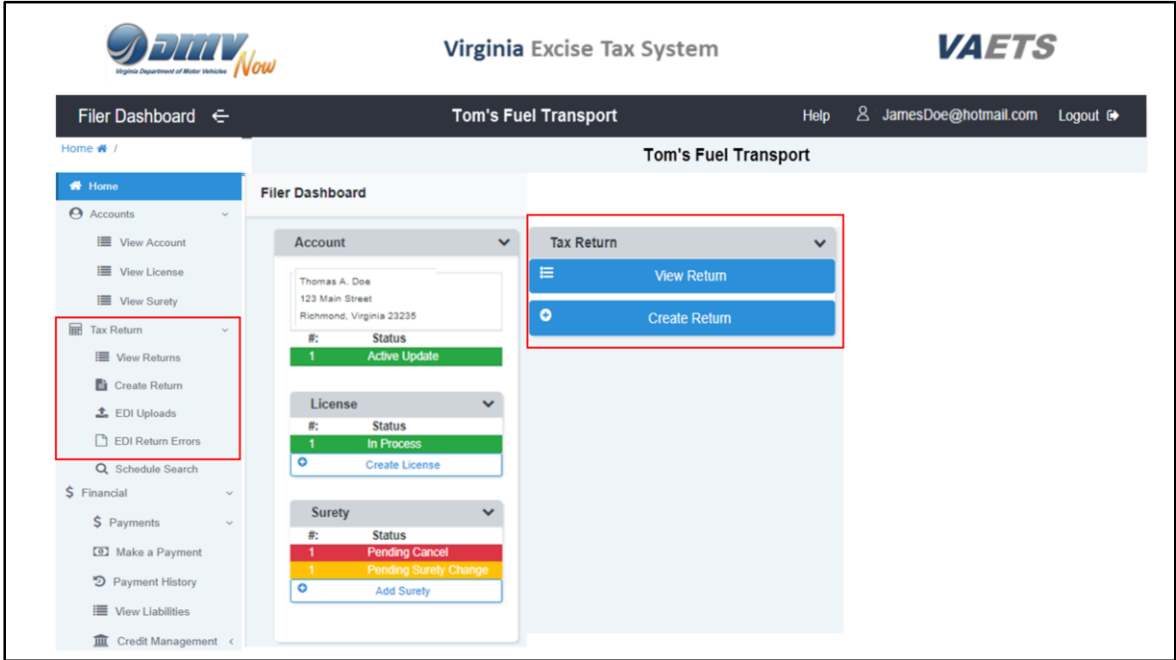 DMV Now
Virginia Department of Motor Vehicles
Virginia Excise Tax System
VAETS
Filer Dashboard
Tom's Fuel Transport
Help
JamesDoe@hotmail.com
Logout
Home /
Tom's Fuel Transport
Home
Accounts
View Account
View License
View Surety
Tax Return
View Returns
Create Return
EDI Uploads
EDI Return Errors
Schedule Search
$ Financial
$ Payments
Make a Payment
Payment History
View Liabilities
Credit Management
Filer Dashboard
Account
Thomas A. Doe
123 Main Street
Richmond, Virginia 23235
#: Status
1 Active Update
License
#: Status
1 In Process
Create License
Surety
#: Status
1 Pending Cancel
1 Pending Surety Change
Add Surety
Tax Return
View Return
Create Return